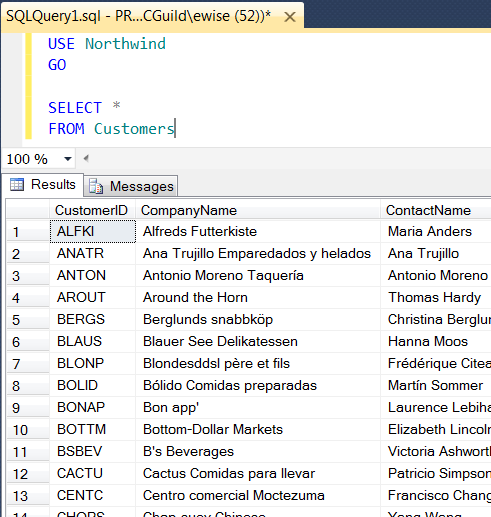 SQLQuery1.sql - PR...CGuild\ewise (52))*
USE Northwind
GO
SELECT *
FROM Customers
100 %
Results Messages
CustomerID CompanyName ContactName
1 ALFKI Alfreds Futterkiste Maria Anders
2 ANATR Ana Trujillo Emparedados y helados Ana Trujillo
3 ANTON Antonio Moreno Taquería Antonio Moreno
4 AROUT Around the Horn Thomas Hardy
5 BERGS Berglunds snabbköp Christina Berglun
6 BLAUS Blauer See Delikatessen Hanna Moos
7 BLONP Blondesddsl père et fils Frédérique Citea
8 BOLID Bólido Comidas preparadas Martín Sommer
9 BONAP Bon app' Laurence Lebiha
10 BOTTM Bottom-Dollar Markets Elizabeth Lincoln
11 BSBEV B's Beverages Victoria Ashwort
12 CACTU Cactus Comidas para llevar Patricio Simpson
13 CENTC Centro comercial Moctezuma Francisco Chang
14 CHOPS Chop-suey Chinese Yang Wang